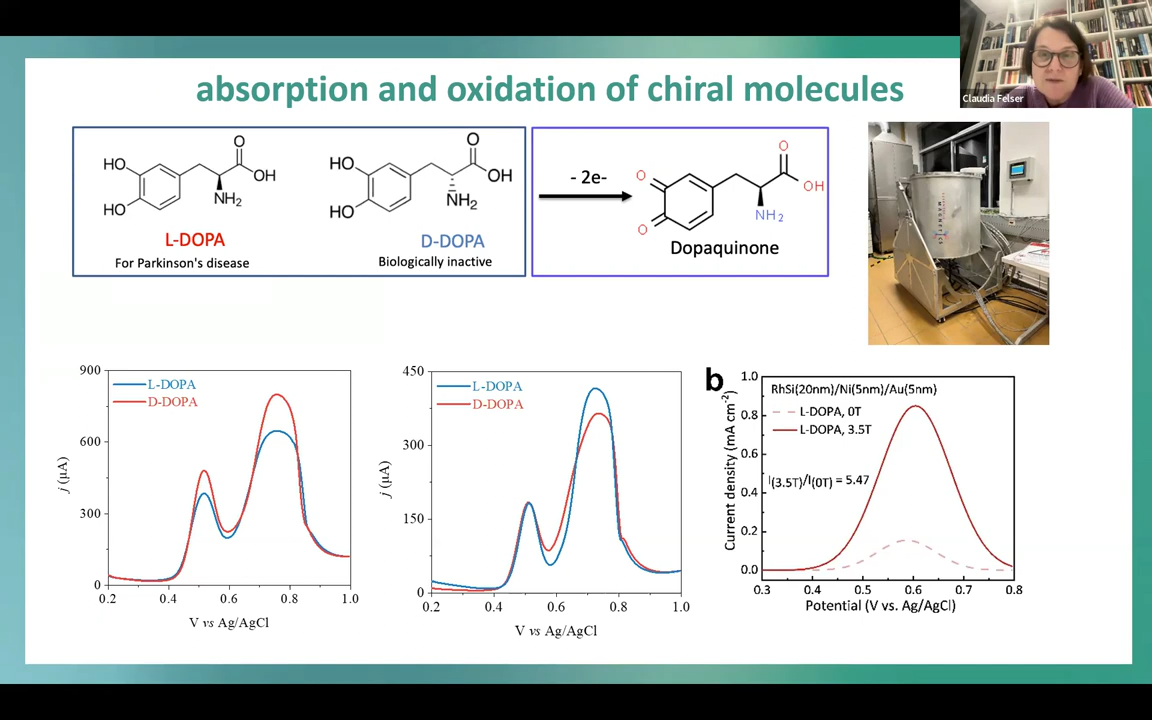 absorption and oxidation of chiral molecules
Claudia Felser
HO
HO
O
OH
NH2
L-DOPA
For Parkinson's disease
HO
HO
O
OH
NH2
D-DOPA
Biologically inactive
- 2e-
O
O
O
OH
NH2
Dopaquinone
900
600
300
0
j (μA)
L-DOPA
D-DOPA
0.2 0.4 0.6 0.8 1.0
V vs Ag/AgCl
450
300
150
0
j (μA)
L-DOPA
D-DOPA
0.2 0.4 0.6 0.8 1.0
V vs Ag/AgCl
b
1.0
0.8
0.6
0.4
0.2
0.0
Current density (mA cm-2)
RhSi(20nm)/Ni(5nm)/Au(5nm)
L-DOPA, 0T
L-DOPA, 3.5T
I(3.5T)/I(0T) = 5.47
0.3 0.4 0.5 0.6 0.7 0.8
Potential (V vs. Ag/AgCl)